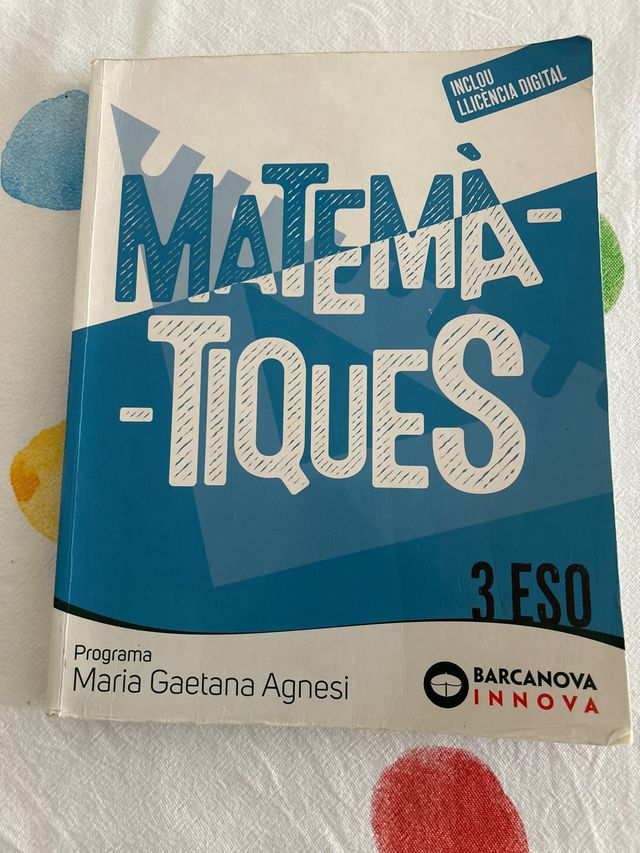 INCLOU
LLICÈNCIA DIGITAL
MATEMÀ-
-TIQUES
3 ESO
Programa
Maria Gaetana Agnesi
BARCANOVA
INNOVA